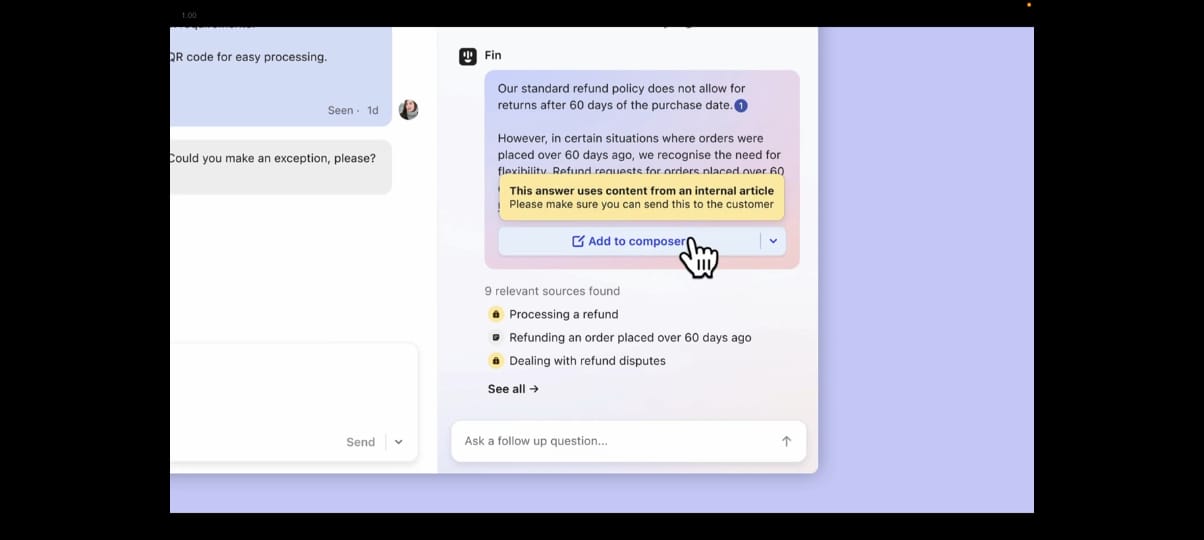 1:00
QR code for easy processing.
Seen · 1d
Could you make an exception, please?
Send
Fin
Our standard refund policy does not allow for
returns after 60 days of the purchase date. 1
However, in certain situations where orders were
placed over 60 days ago, we recognise the need for
flexibility. Refund requests for orders placed over 60
This answer uses content from an internal article
Please make sure you can send this to the customer
Add to composer
9 relevant sources found
Processing a refund
Refunding an order placed over 60 days ago
Dealing with refund disputes
See all →
Ask a follow up question...